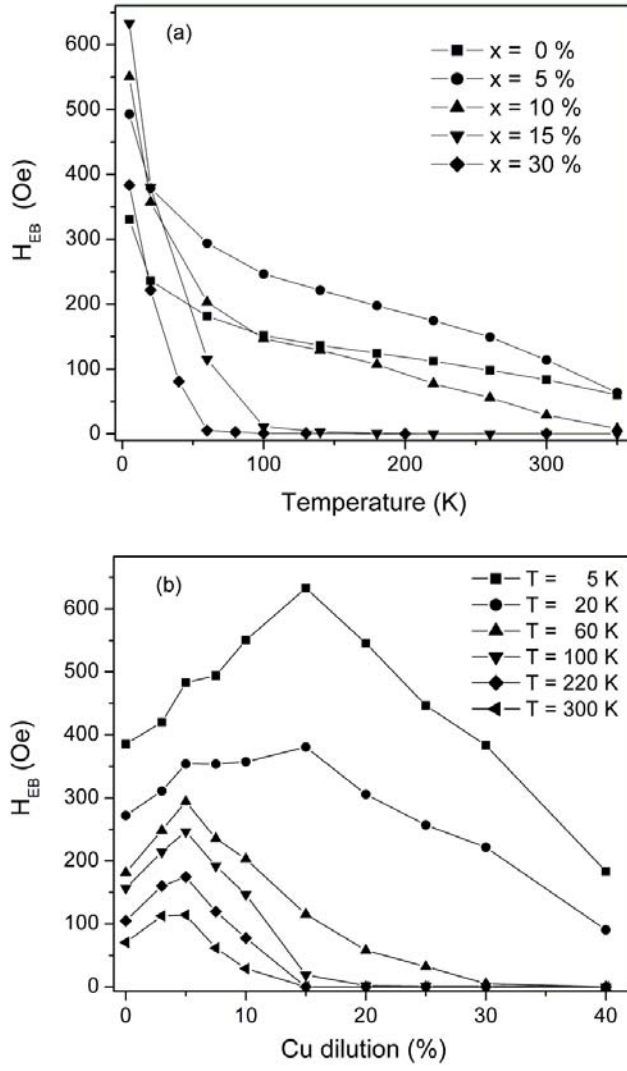 (a)
x = 0 %
x = 5 %
x = 10 %
x = 15 %
x = 30 %
600
500
400
300
200
100
0
H_EB (Oe)
0 100 200 300
Temperature (K)
(b)
T = 5 K
T = 20 K
T = 60 K
T = 100 K
T = 220 K
T = 300 K
600
500
400
300
200
100
0
H_EB (Oe)
0 10 20 30 40
Cu dilution (%)